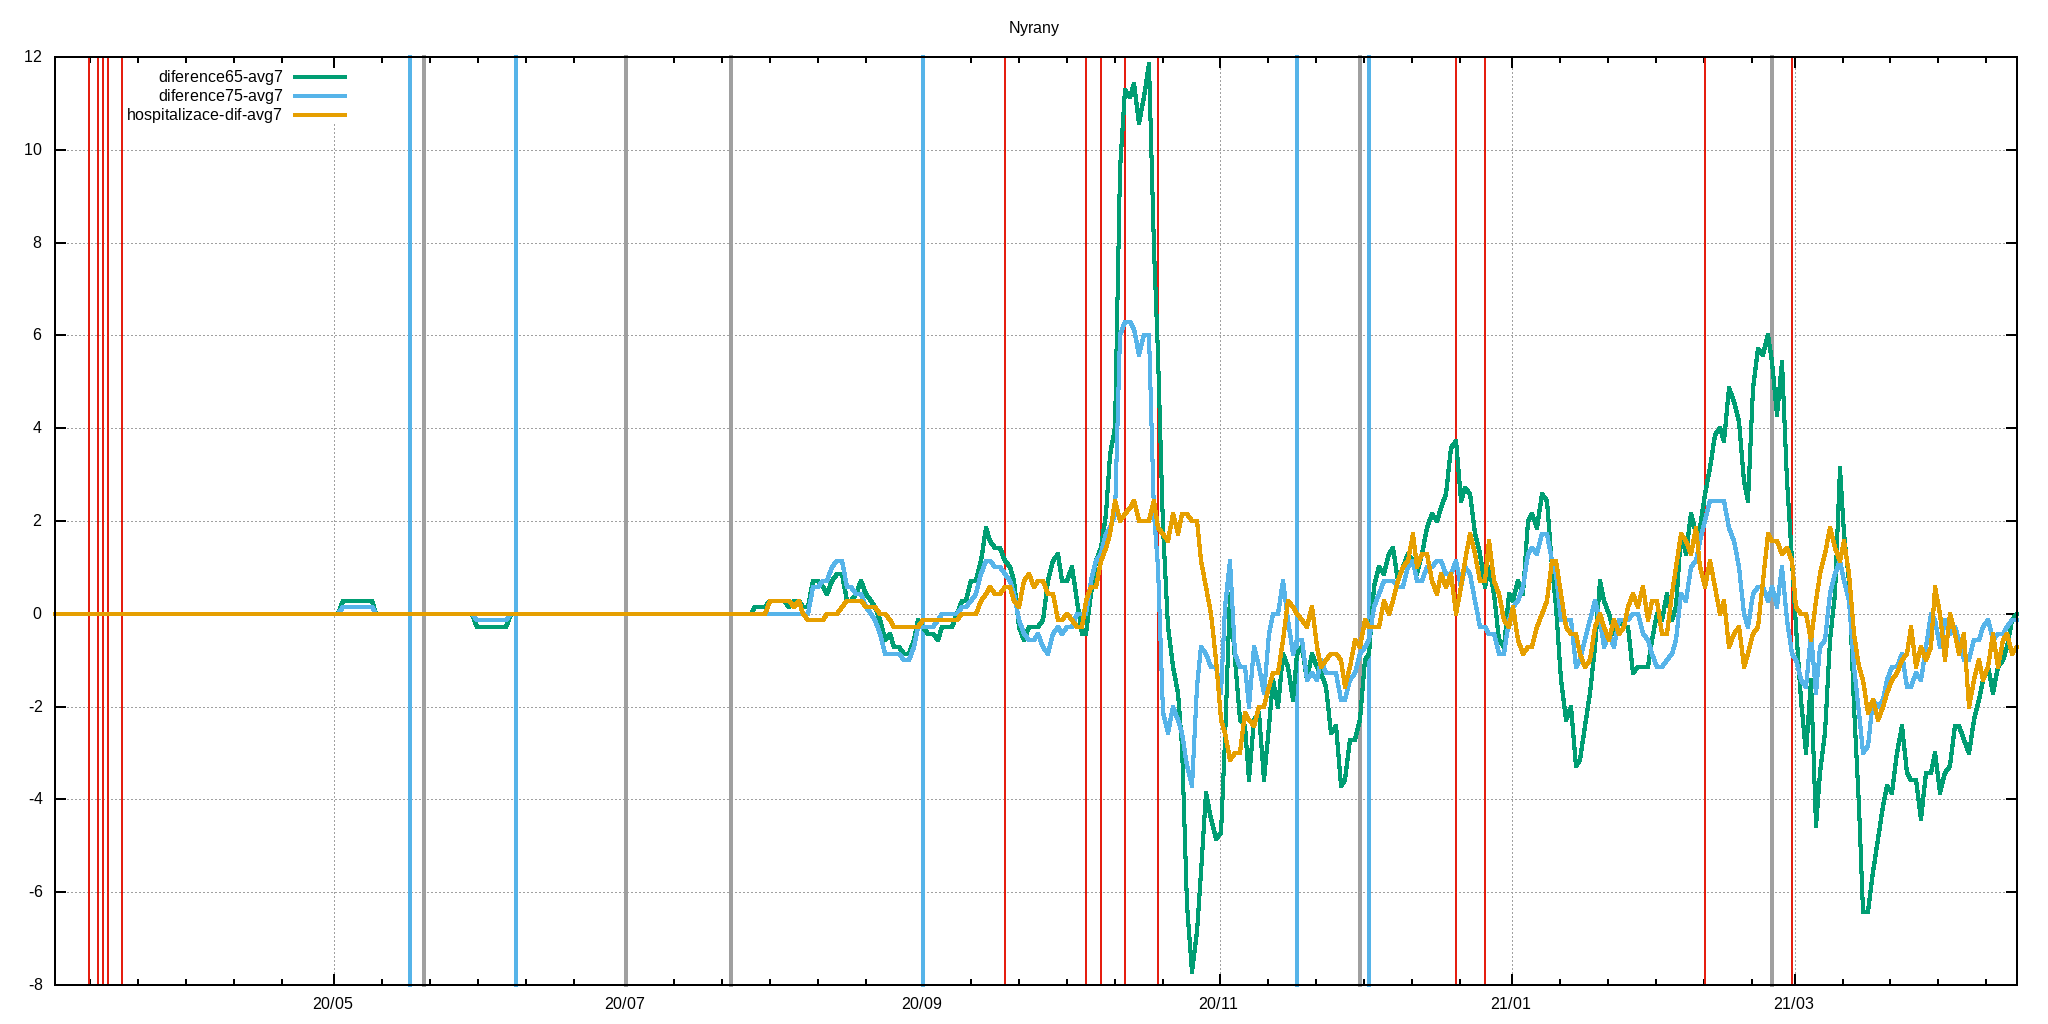 Nyrany
12
diference65-avg7
diference75-avg7
hospitalizace-dif-avg7
10
8
6
4
2
0
-2
-4
-6
-8
20/05 20/07 20/09 20/11 21/01 21/03